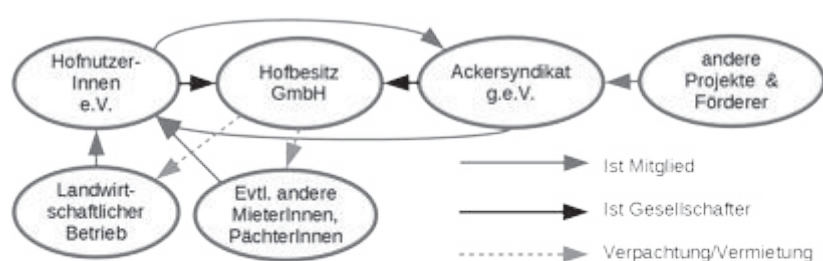 Hofnutzer-
Innen
e.V.
Hofbesitz
GmbH
Ackersyndikat
g.e.V.
andere
Projekte &
Förderer
Landwirt-
schaftlicher
Betrieb
Evtl. andere
MieterInnen,
PächterInnen
Ist Mitglied
Ist Gesellschafter
Verpachtung/Vermietung